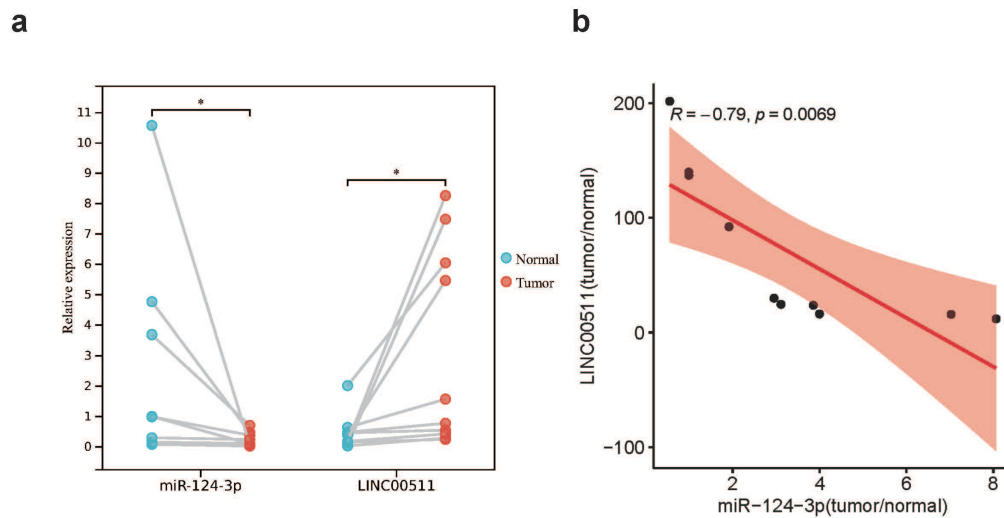 a
Relative expression
11
10
9
8
7
6
5
4
3
2
1
0
*
*
miR-124-3p
LINC00511
Normal
Tumor
b
LINC00511(tumor/normal)
200
100
0
−100
R = −0.79, p = 0.0069
2
4
6
8
miR−124−3p(tumor/normal)